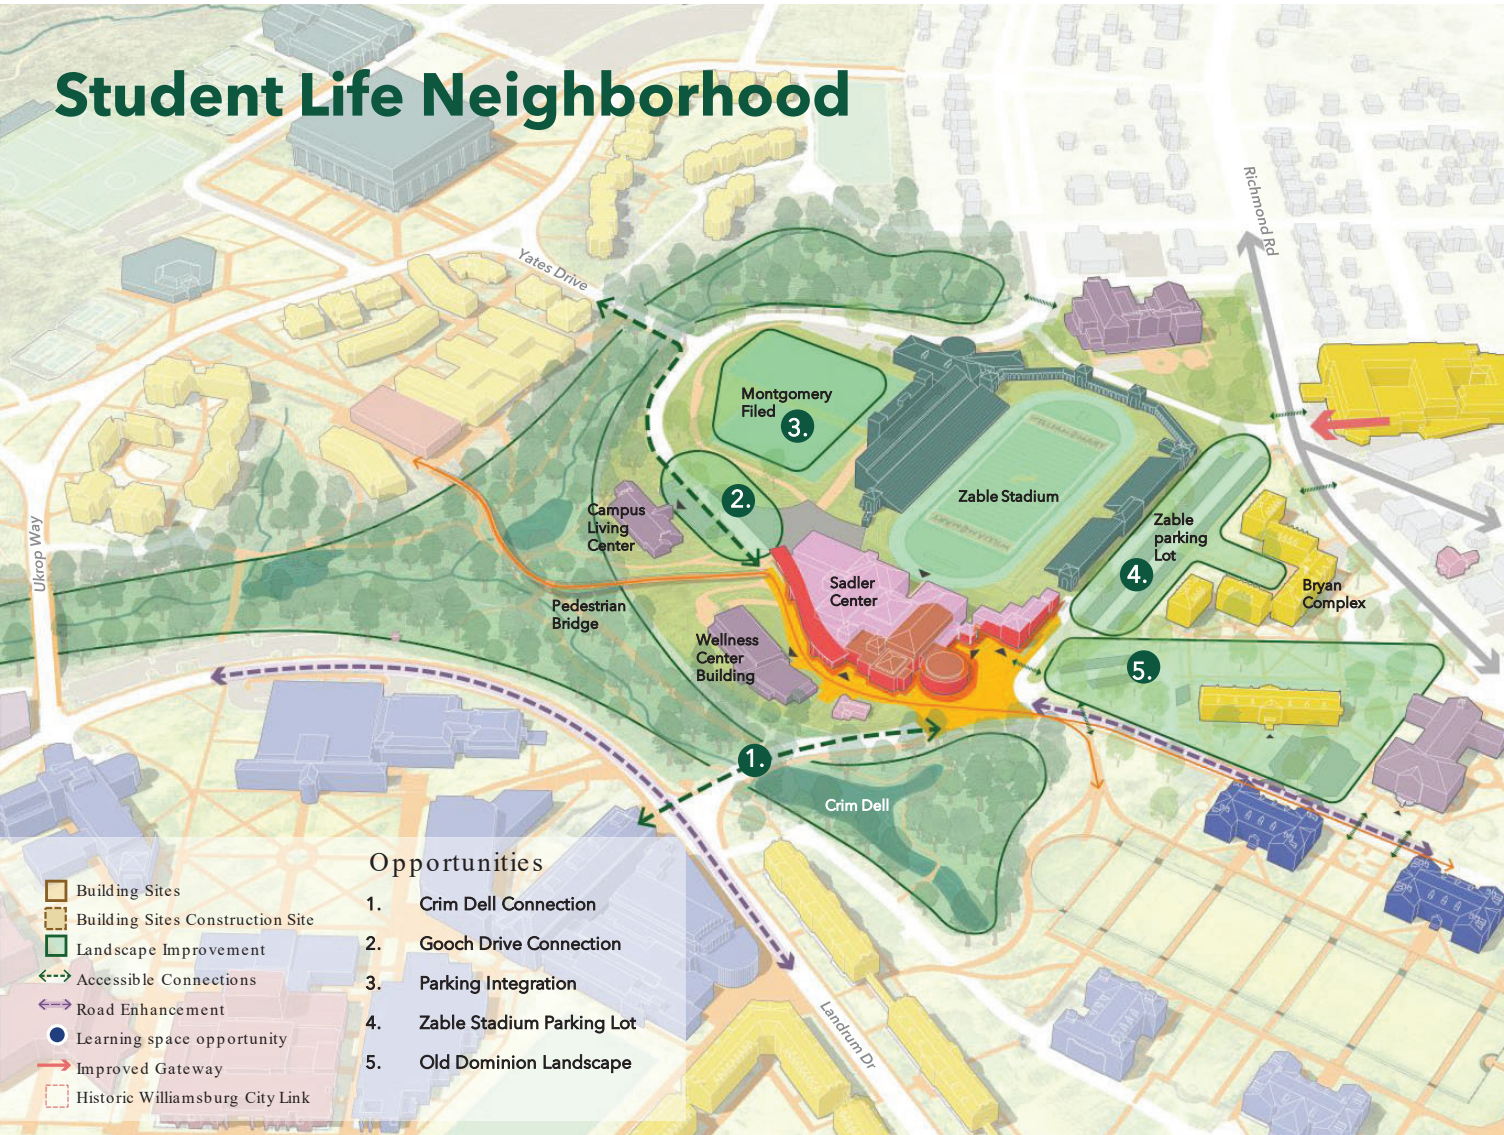 Student Life Neighborhood
Richmond Rd
Yates Drive
Montgomery
Filed
3.
2.
Zable Stadium
Campus
Living
Center
Zable
parking
Lot
4.
Ukrop Way
Sadler
Center
Bryan
Complex
Pedestrian
Bridge
Wellness
Center
Building
5.
1.
Crim Dell
Landrum Dr
WILLIAM & MARY
WILLIAM & MARY
Building Sites
Building Sites Construction Site
Landscape Improvement
Accessible Connections
Road Enhancement
Learning space opportunity
Improved Gateway
Historic Williamsburg City Link
Opportunities
1. Crim Dell Connection
2. Gooch Drive Connection
3. Parking Integration
4. Zable Stadium Parking Lot
5. Old Dominion Landscape